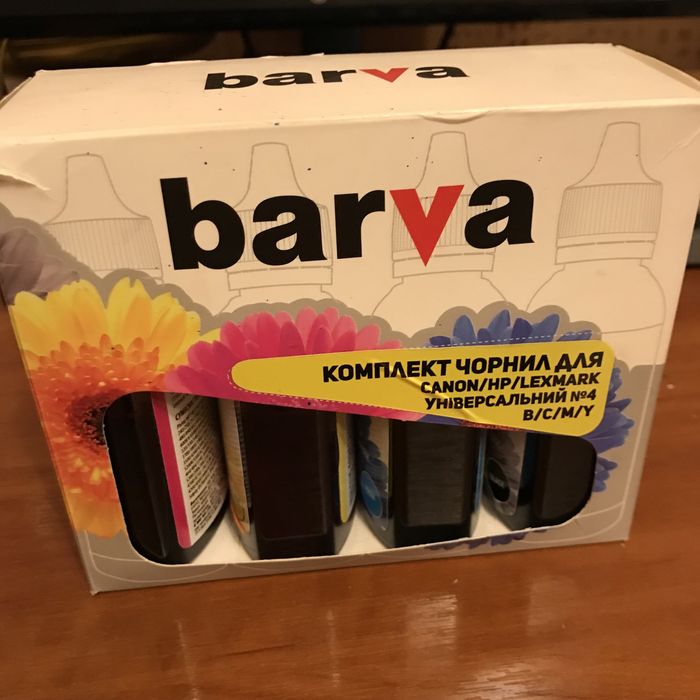 barva
barva
КОМПЛЕКТ ЧОРНИЛ ДЛЯ
CANON/HP/LEXMARK
УНІВЕРСАЛЬНИЙ №4
B/C/M/Y